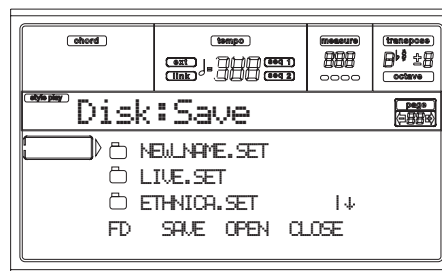 chord tempo measure transpose
ext seq 1
link seq 2
octave
style play page
Disk:Save
NEW_NAME.SET
LIVE.SET
ETHNICA.SET
FD SAVE OPEN CLOSE